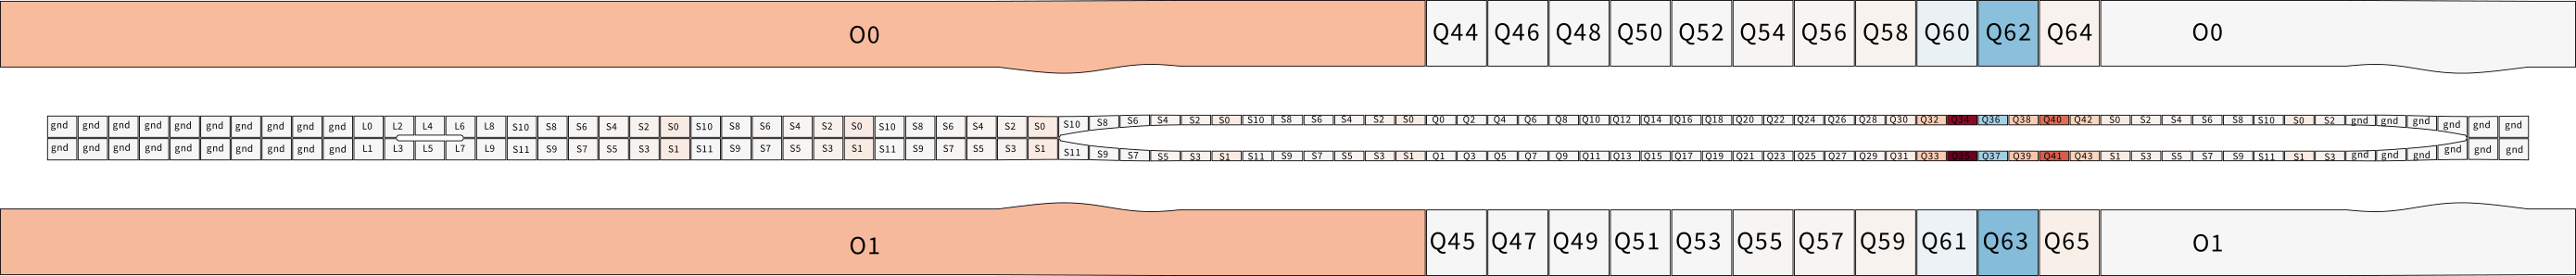 O0 Q44 Q46 Q48 Q50 Q52 Q54 Q56 Q58 Q60 Q62 Q64 O0
gnd gnd gnd gnd gnd gnd gnd gnd gnd gnd L0 L2 L4 L6 L8 S10 S8 S6 S4 S2 S0 S10 S8 S6 S4 S2 S0 S10 S8 S6 S4 S2 S0 S10 S8 S6 S4 S2 S0 S10 S8 S6 S4 S2 S0 Q0 Q2 Q4 Q6 Q8 Q10 Q12 Q14 Q16 Q18 Q20 Q22 Q24 Q26 Q28 Q30 Q32 Q34 Q36 Q38 Q40 Q42 S0 S2 S4 S6 S8 S10 S0 S2 gnd gnd gnd gnd gnd gnd
gnd gnd gnd gnd gnd gnd gnd gnd gnd gnd L1 L3 L5 L7 L9 S11 S9 S7 S5 S3 S1 S11 S9 S7 S5 S3 S1 S11 S9 S7 S5 S3 S1 S11 S9 S7 S5 S3 S1 S11 S9 S7 S5 S3 S1 Q1 Q3 Q5 Q7 Q9 Q11 Q13 Q15 Q17 Q19 Q21 Q23 Q25 Q27 Q29 Q31 Q33 Q35 Q37 Q39 Q41 Q43 S1 S3 S5 S7 S9 S11 S1 S3 gnd gnd gnd gnd gnd gnd
O1 Q45 Q47 Q49 Q51 Q53 Q55 Q57 Q59 Q61 Q63 Q65 O1